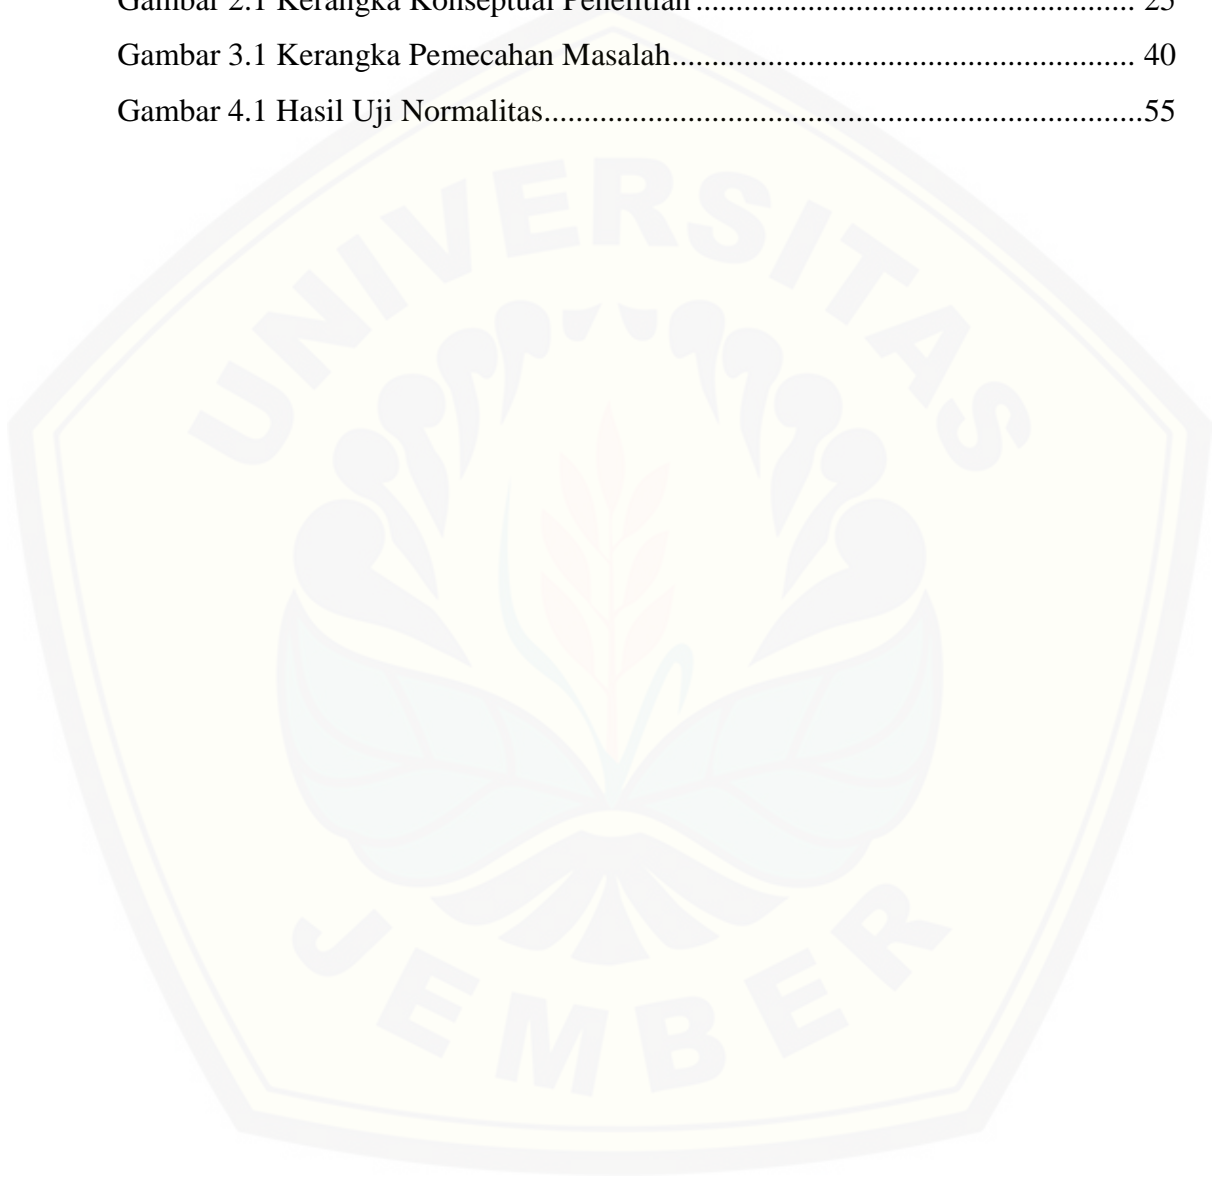 Gambar 2.1 Kerangka Konseptual Penelitian ...................................................... 25
Gambar 3.1 Kerangka Pemecahan Masalah......................................................... 40
Gambar 4.1 Hasil Uji Normalitas..........................................................................55
UNIVERSITAS
JEMBER